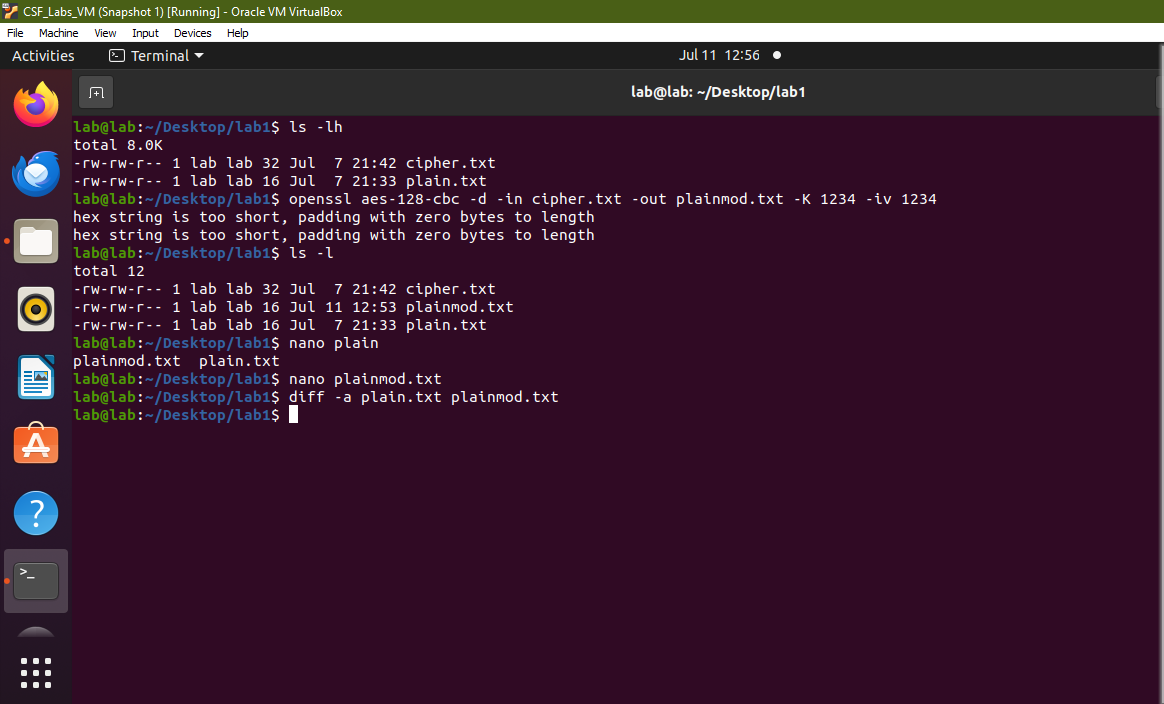 CSF_Labs_VM (Snapshot 1) [Running] - Oracle VM VirtualBox
File Machine View Input Devices Help
Activities Terminal Jul 11 12:56
lab@lab: ~/Desktop/lab1
lab@lab:~/Desktop/lab1$ ls -lh
total 8.0K
-rw-rw-r-- 1 lab lab 32 Jul  7 21:42 cipher.txt
-rw-rw-r-- 1 lab lab 16 Jul  7 21:33 plain.txt
lab@lab:~/Desktop/lab1$ openssl aes-128-cbc -d -in cipher.txt -out plainmod.txt -K 1234 -iv 1234
hex string is too short, padding with zero bytes to length
hex string is too short, padding with zero bytes to length
lab@lab:~/Desktop/lab1$ ls -l
total 12
-rw-rw-r-- 1 lab lab 32 Jul  7 21:42 cipher.txt
-rw-rw-r-- 1 lab lab 16 Jul 11 12:53 plainmod.txt
-rw-rw-r-- 1 lab lab 16 Jul  7 21:33 plain.txt
lab@lab:~/Desktop/lab1$ nano plain
plainmod.txt  plain.txt
lab@lab:~/Desktop/lab1$ nano plainmod.txt
lab@lab:~/Desktop/lab1$ diff -a plain.txt plainmod.txt
lab@lab:~/Desktop/lab1$